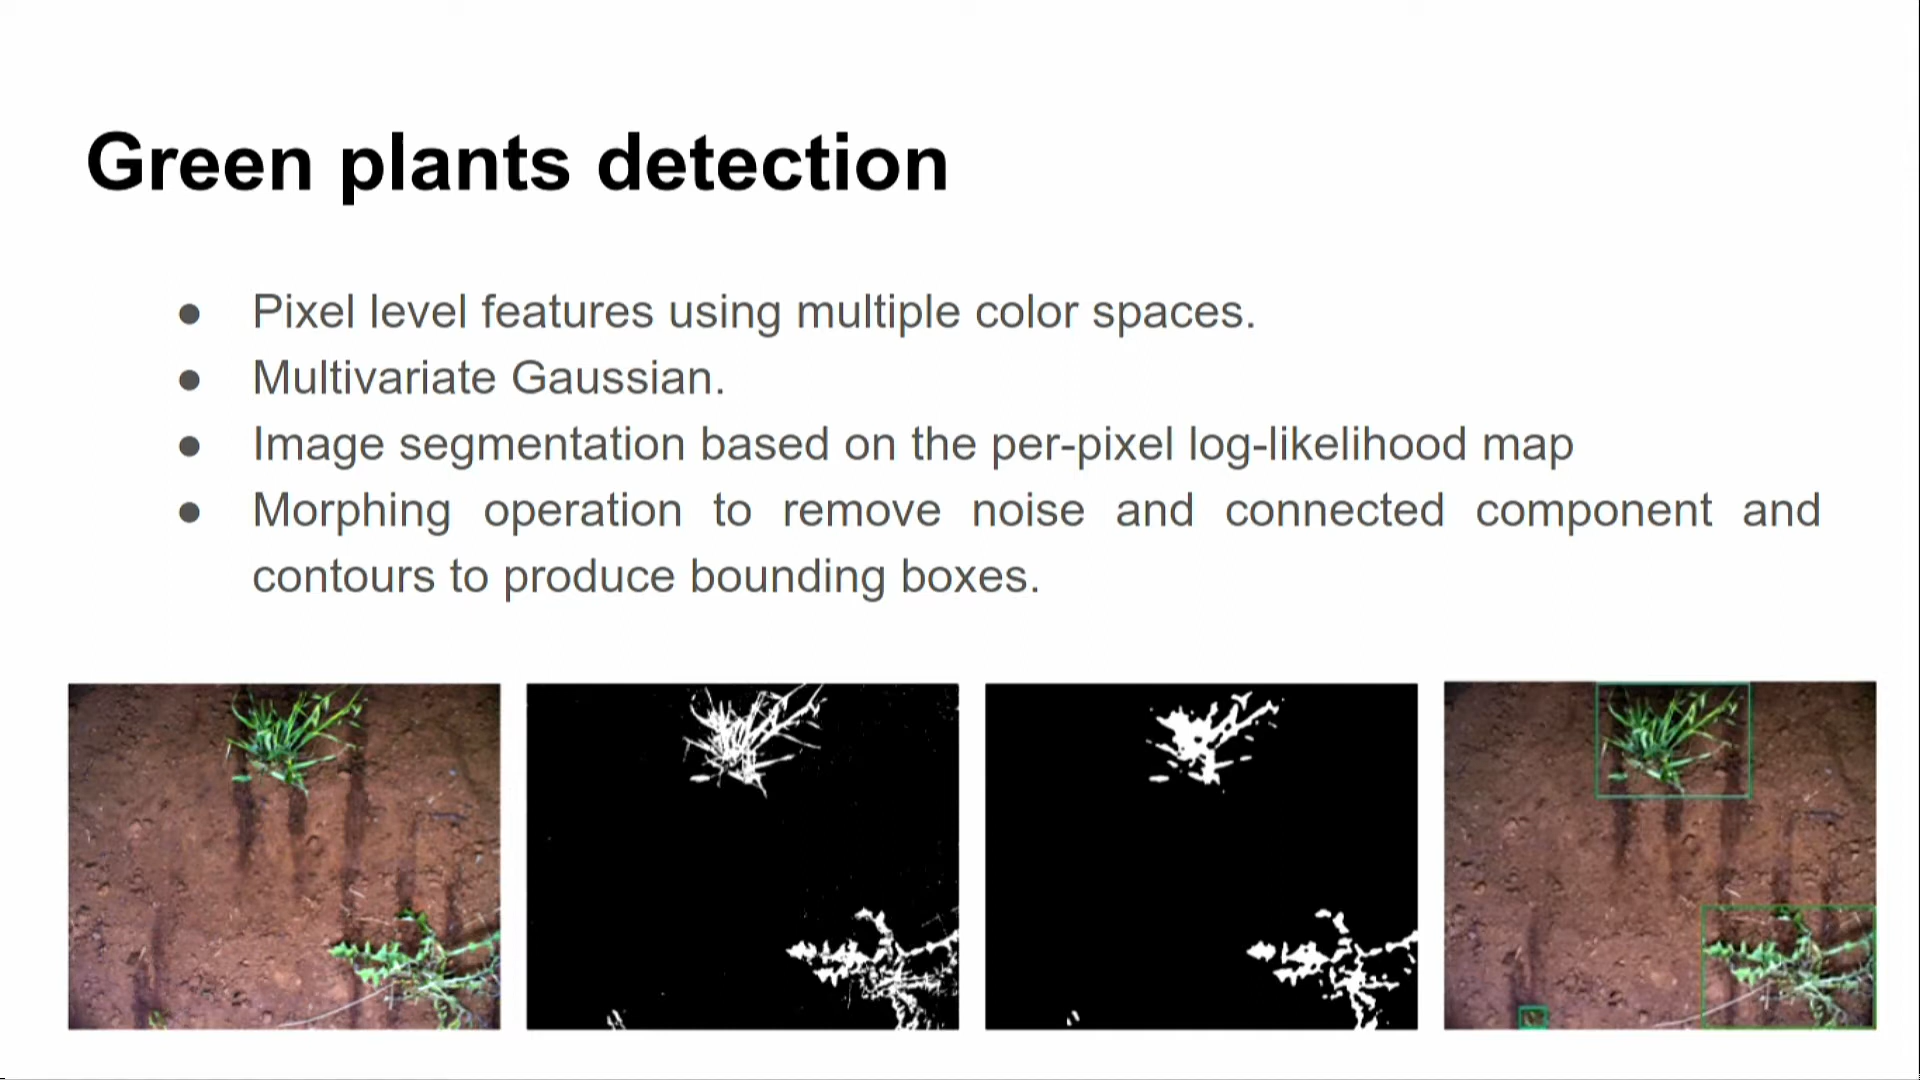 Green plants detection
● Pixel level features using multiple color spaces.
● Multivariate Gaussian.
● Image segmentation based on the per-pixel log-likelihood map
● Morphing operation to remove noise and connected component and
contours to produce bounding boxes.